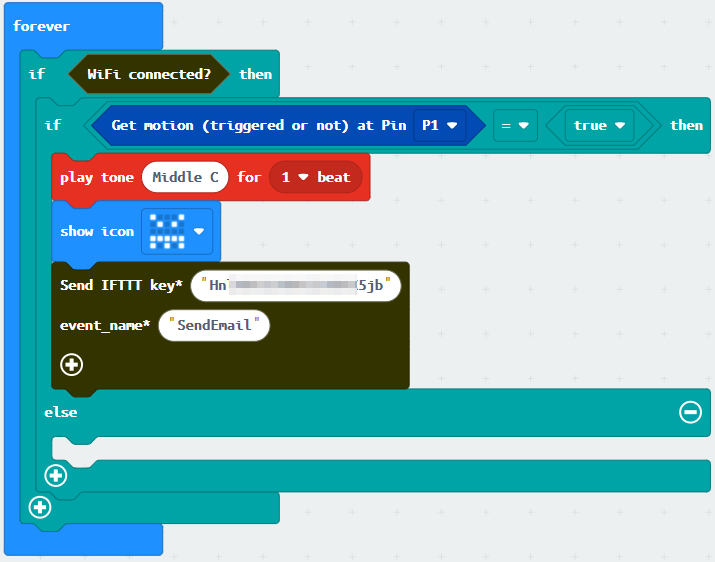 forever
if WiFi connected? then
if Get motion (triggered or not) at Pin P1 = true then
play tone Middle C for 1 beat
show icon
Send IFTTT key* "Hn 5jb"
event_name* "SendEmail"
else